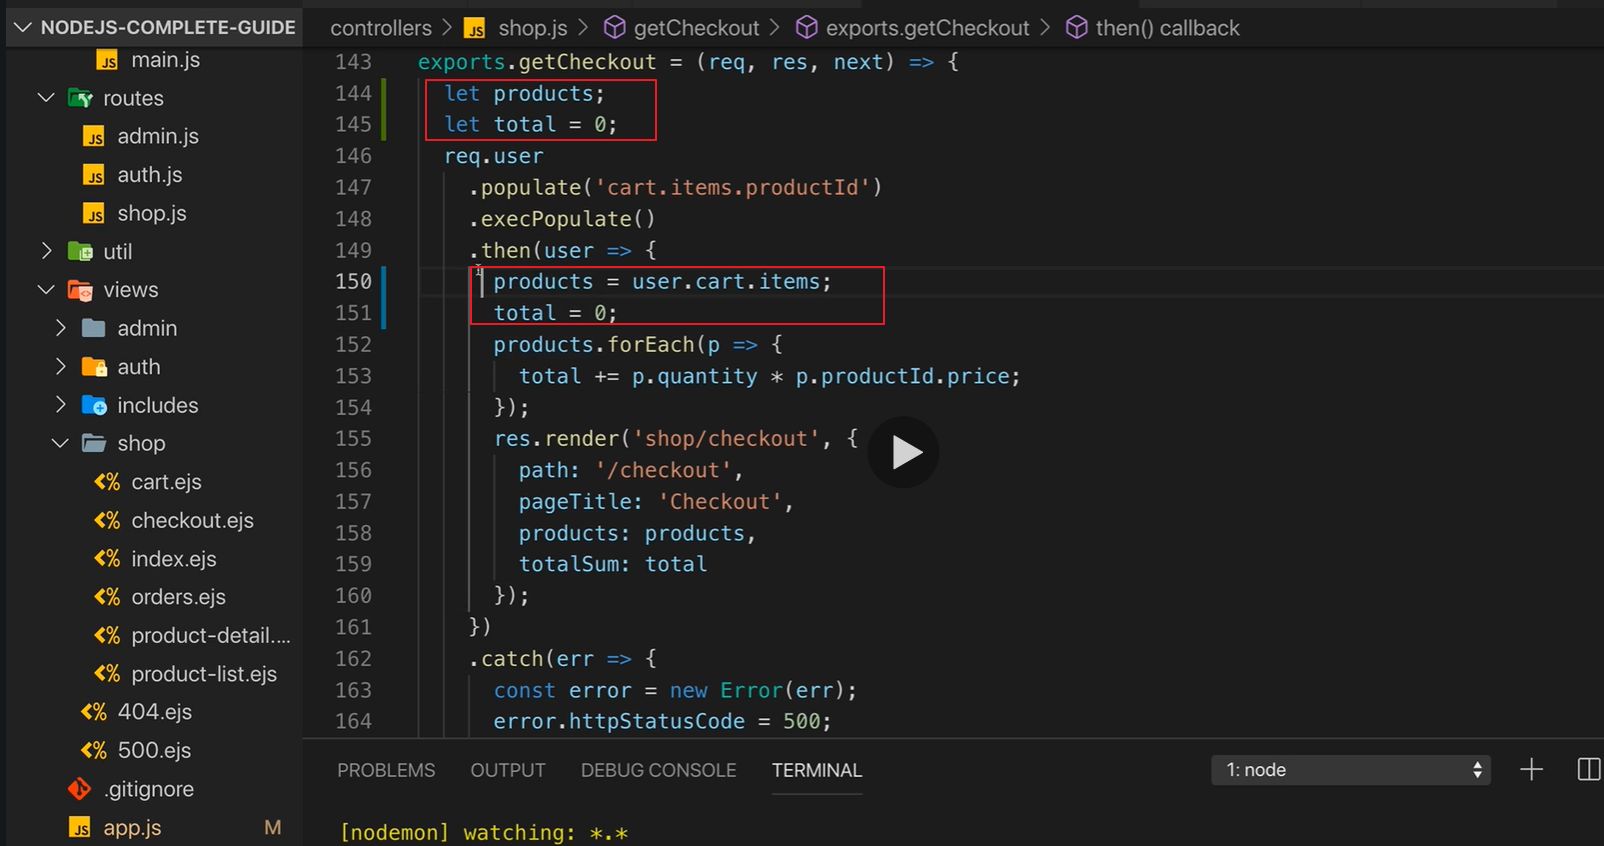 NODEJS-COMPLETE-GUIDE
main.js
routes
admin.js
auth.js
shop.js
util
views
admin
auth
includes
shop
cart.ejs
checkout.ejs
index.ejs
orders.ejs
product-detail....
product-list.ejs
404.ejs
500.ejs
.gitignore
app.js M
controllers > JS shop.js > getCheckout > exports.getCheckout > then() callback
143 exports.getCheckout = (req, res, next) => {
144 let products;
145 let total = 0;
146 req.user
147 .populate('cart.items.productId')
148 .execPopulate()
149 .then(user => {
150 products = user.cart.items;
151 total = 0;
152 products.forEach(p => {
153 total += p.quantity * p.productId.price;
154 });
155 res.render('shop/checkout', {
156 path: '/checkout',
157 pageTitle: 'Checkout',
158 products: products,
159 totalSum: total
160 });
161 })
162 .catch(err => {
163 const error = new Error(err);
164 error.httpStatusCode = 500;
PROBLEMS OUTPUT DEBUG CONSOLE TERMINAL 1: node
[nodemon] watching: *.*